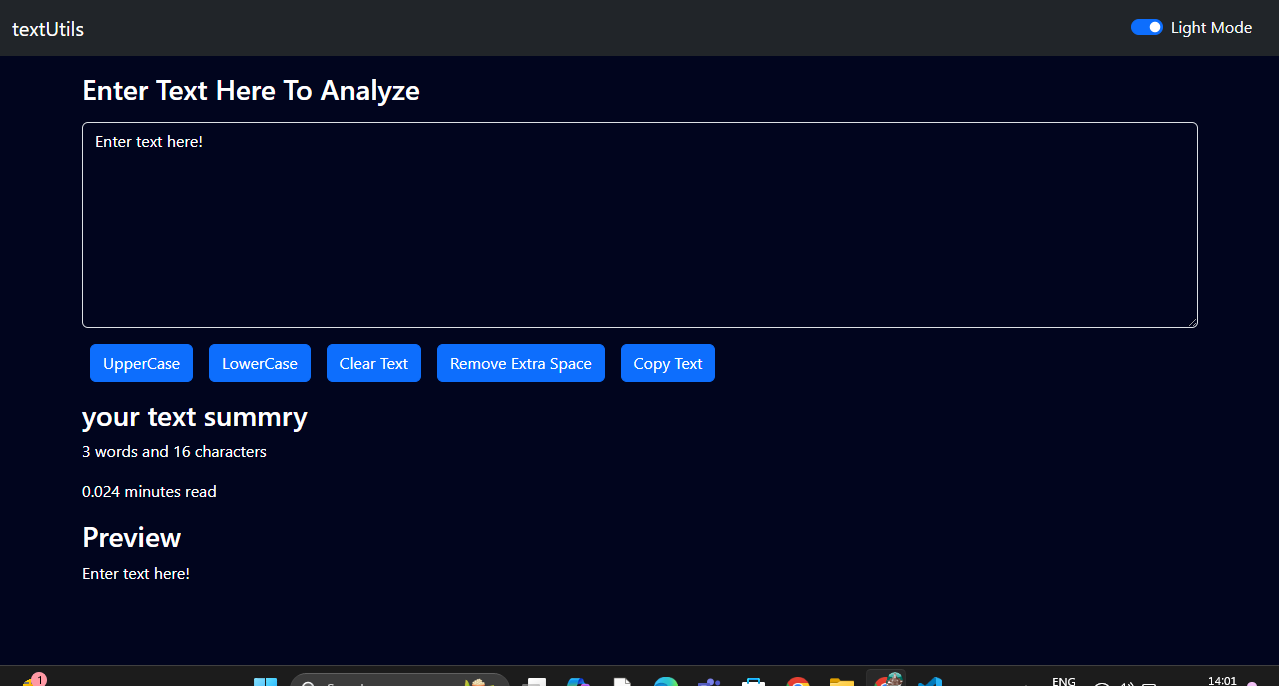 textUtils
Light Mode
Enter Text Here To Analyze
Enter text here!
UpperCase LowerCase Clear Text Remove Extra Space Copy Text
your text summry
3 words and 16 characters
0.024 minutes read
Preview
Enter text here!
1
ENG
14:01